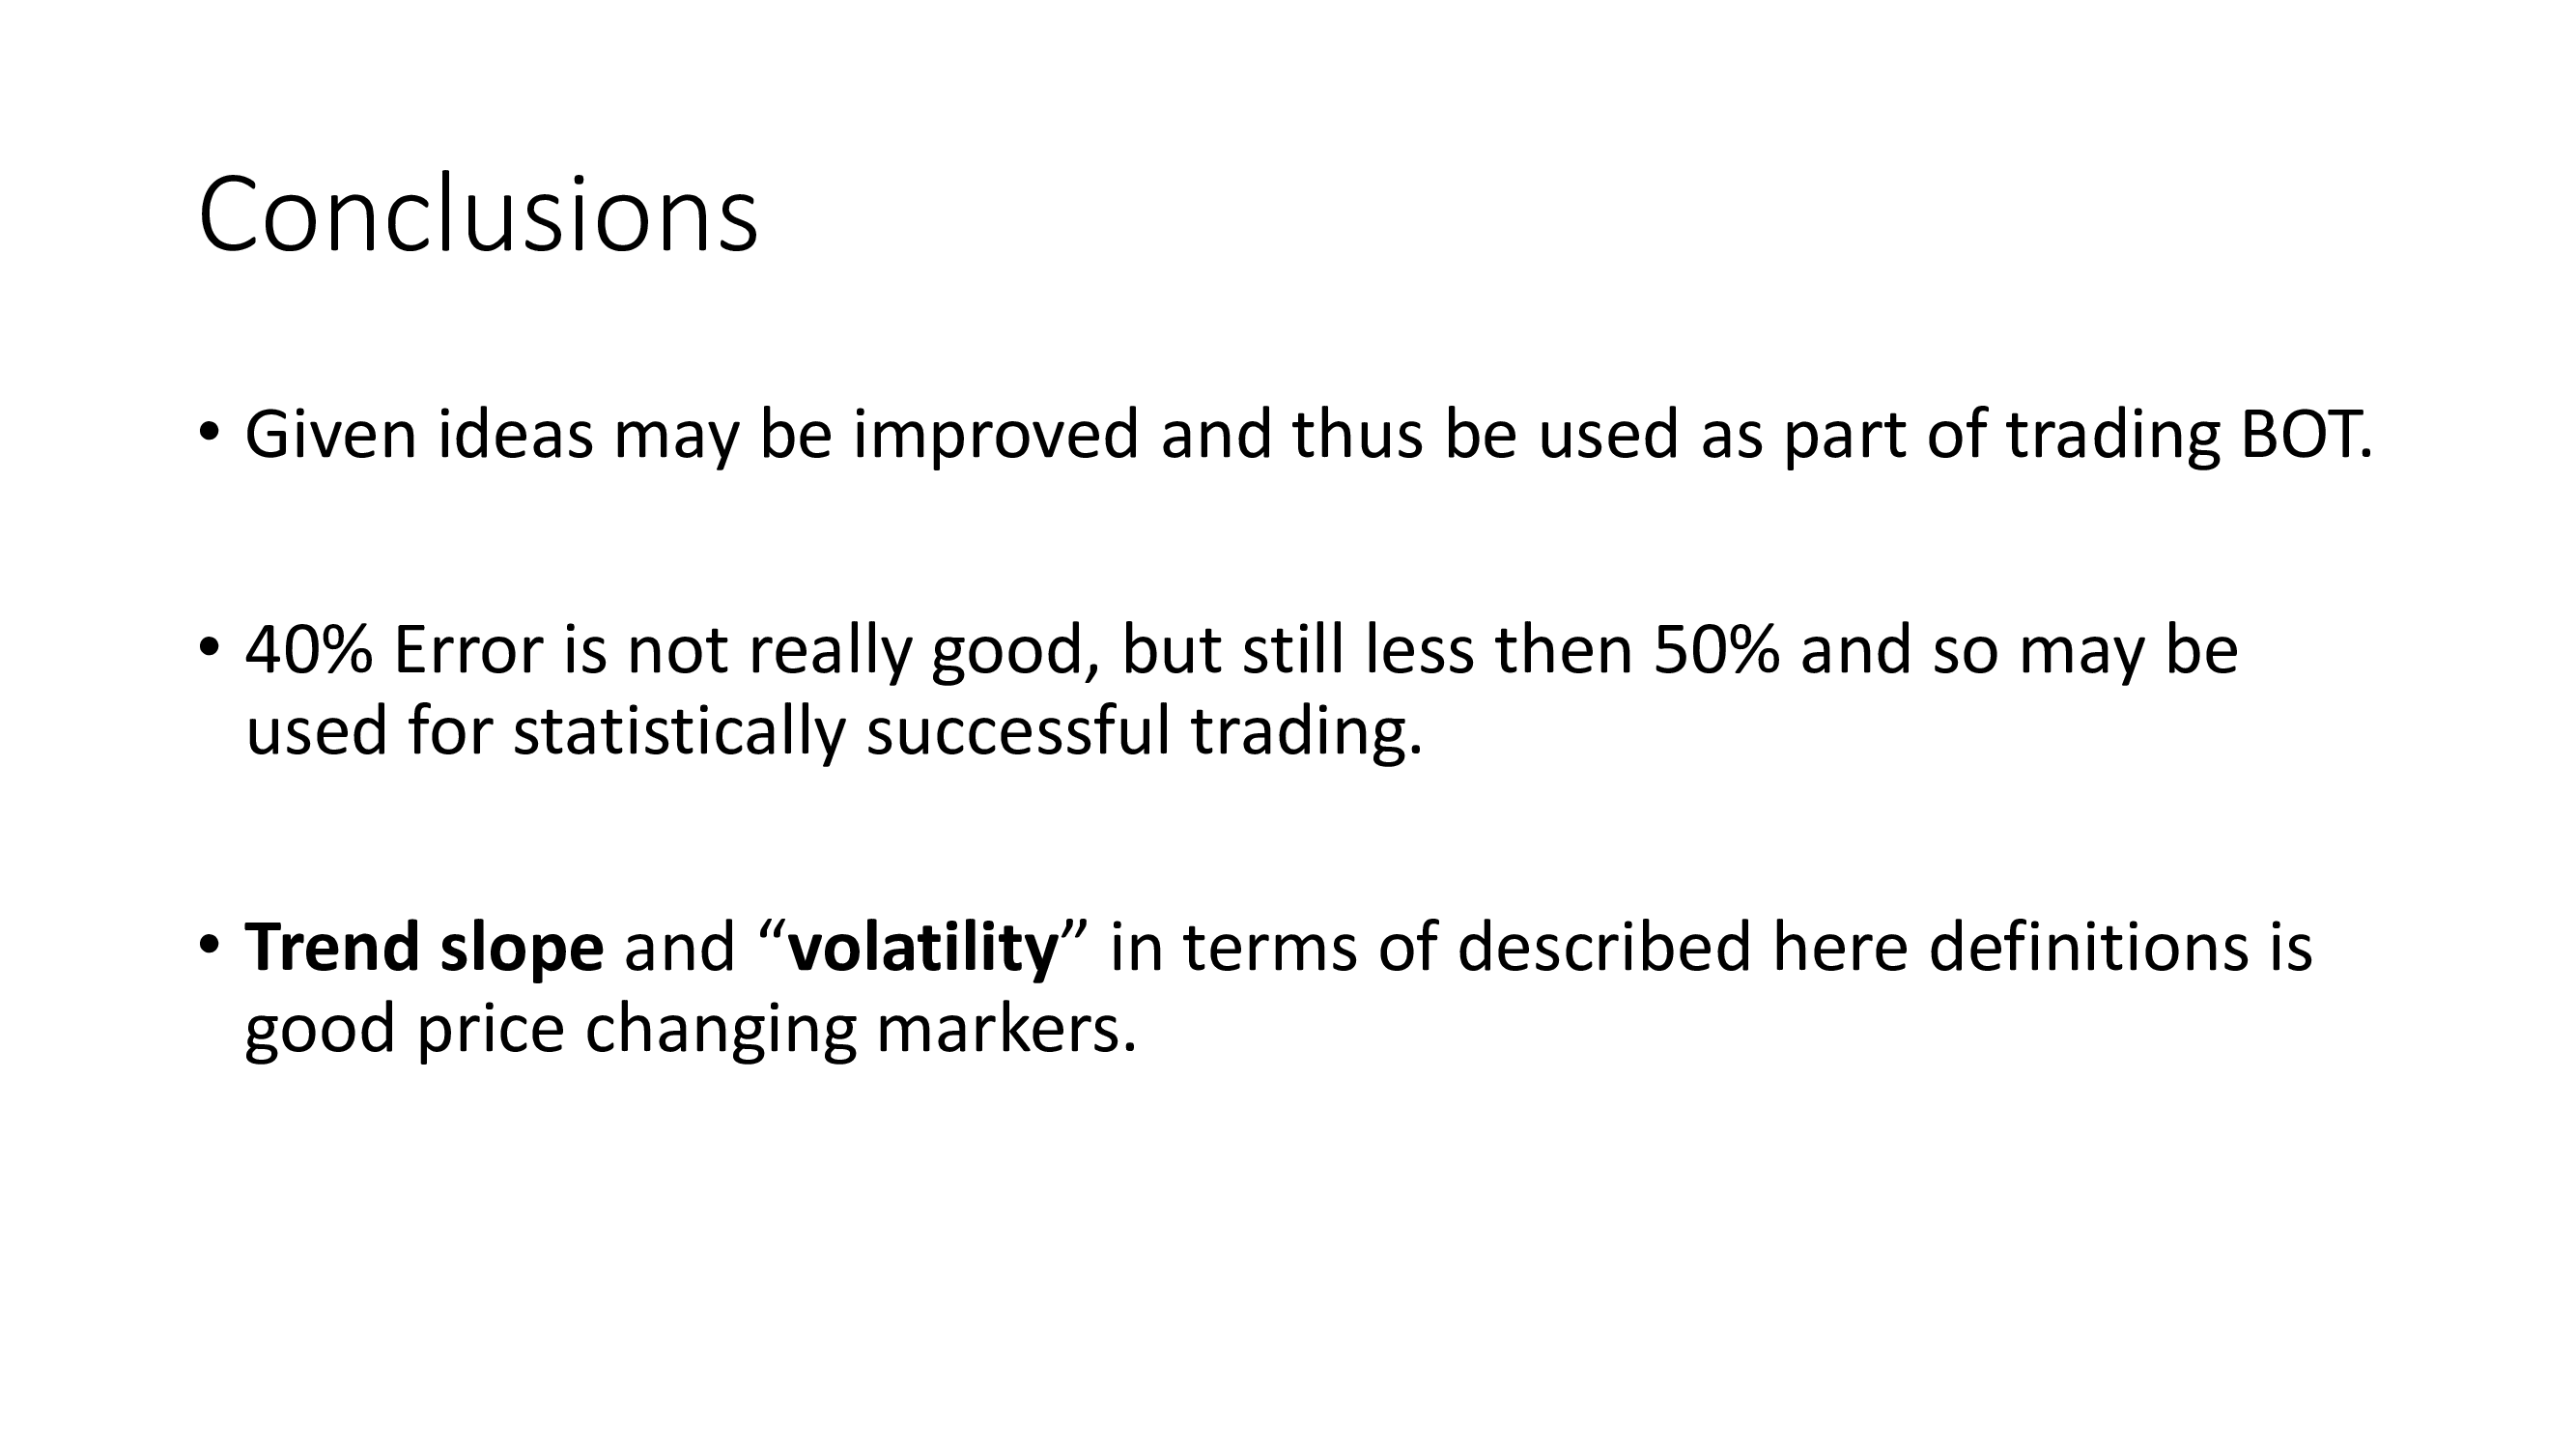 Conclusions
• Given ideas may be improved and thus be used as part of trading BOT.
• 40% Error is not really good, but still less then 50% and so may be
used for statistically successful trading.
• Trend slope and “volatility” in terms of described here definitions is
good price changing markers.